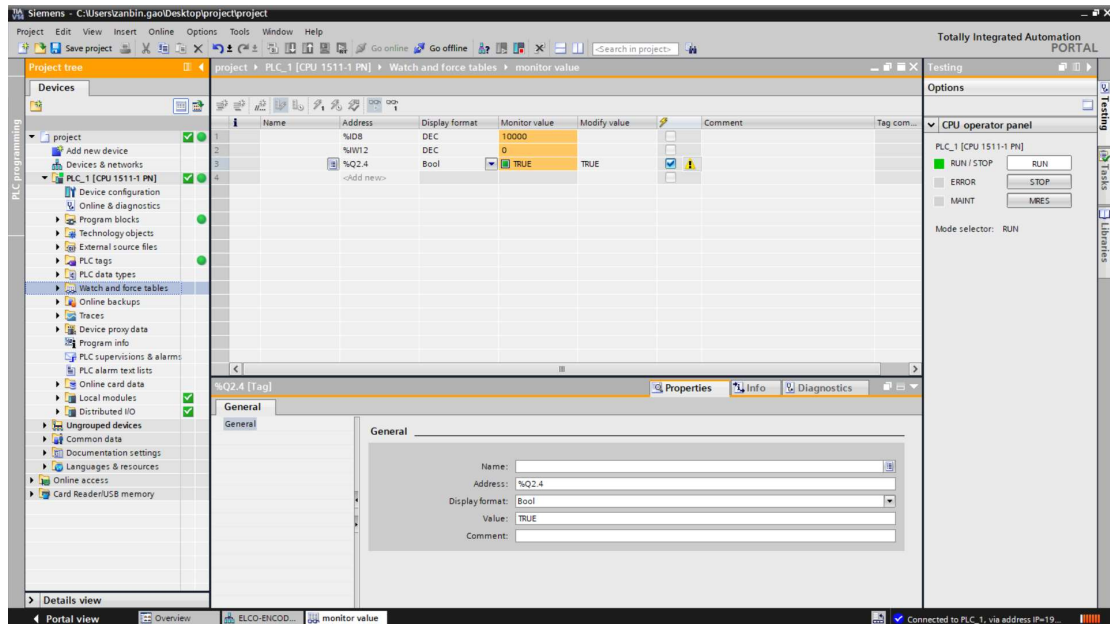 Siemens - C:\Users\zanbin.gao\Desktop\project\project
Project Edit View Insert Online Options Tools Window Help
Save project Go online Go offline <Search in project>
Totally Integrated Automation
PORTAL
Project tree
project ▸ PLC_1 [CPU 1511-1 PN] ▸ Watch and force tables ▸ monitor value
Testing
Devices
Options
PLC programming
i Name Address Display format Monitor value Modify value Comment Tag com...
1 %ID8 DEC 10000
2 %IW12 DEC 0
3 %Q2.4 Bool TRUE TRUE
4 <Add new>
project
Add new device
Devices & networks
PLC_1 [CPU 1511-1 PN]
Device configuration
Online & diagnostics
Program blocks
Technology objects
External source files
PLC tags
PLC data types
Watch and force tables
Online backups
Traces
Device proxy data
Program info
PLC supervisions & alarms
PLC alarm text lists
Online card data
Local modules
Distributed I/O
Ungrouped devices
Common data
Documentation settings
Languages & resources
Online access
Card Reader/USB memory
CPU operator panel
PLC_1 [CPU 1511-1 PN]
RUN / STOP RUN
ERROR STOP
MAINT MRES
Mode selector: RUN
Testing
Tasks
Libraries
%Q2.4 [Tag]
Properties Info Diagnostics
General
General
General
Name:
Address: %Q2.4
Display format: Bool
Value: TRUE
Comment:
Details view
Portal view Overview ELCO-ENCOD... monitor value
Connected to PLC_1, via address IP=19...